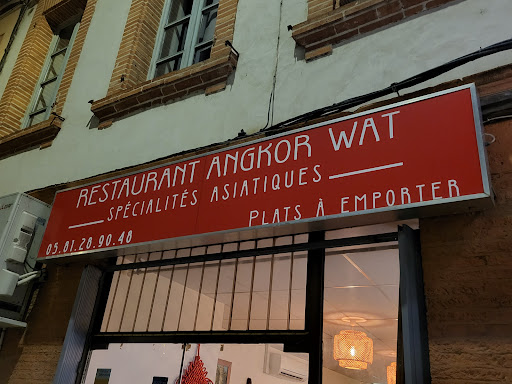 RESTAURANT ANGKOR WAT
SPÉCIALITÉS ASIATIQUES
PLATS À EMPORTER
05.81.28.90.48